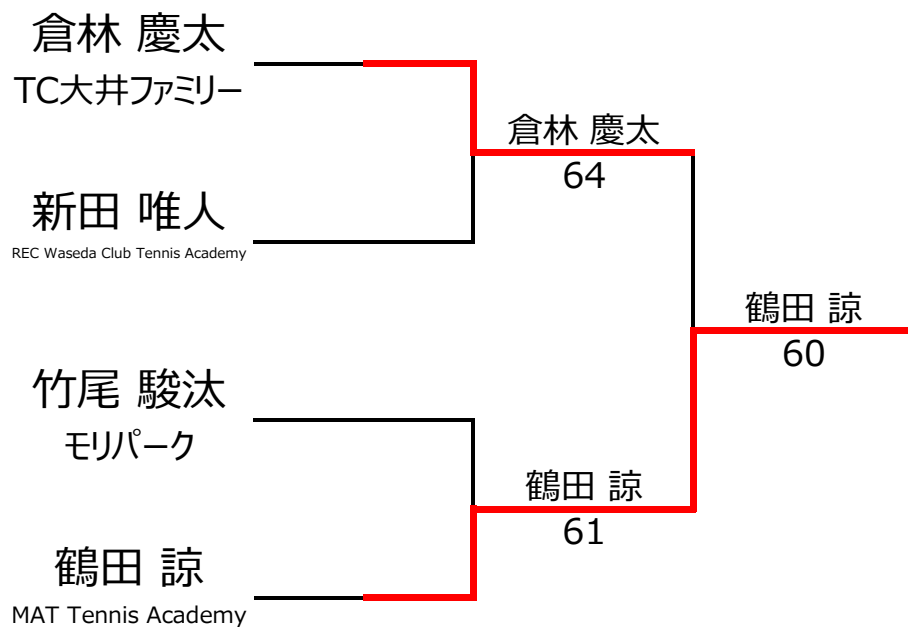 倉林 慶太
TC大井ファミリー
倉林 慶太
64
新田 唯人
REC Waseda Club Tennis Academy
鶴田 諒
60
竹尾 駿汰
モリパーク
鶴田 諒
61
鶴田 諒
MAT Tennis Academy